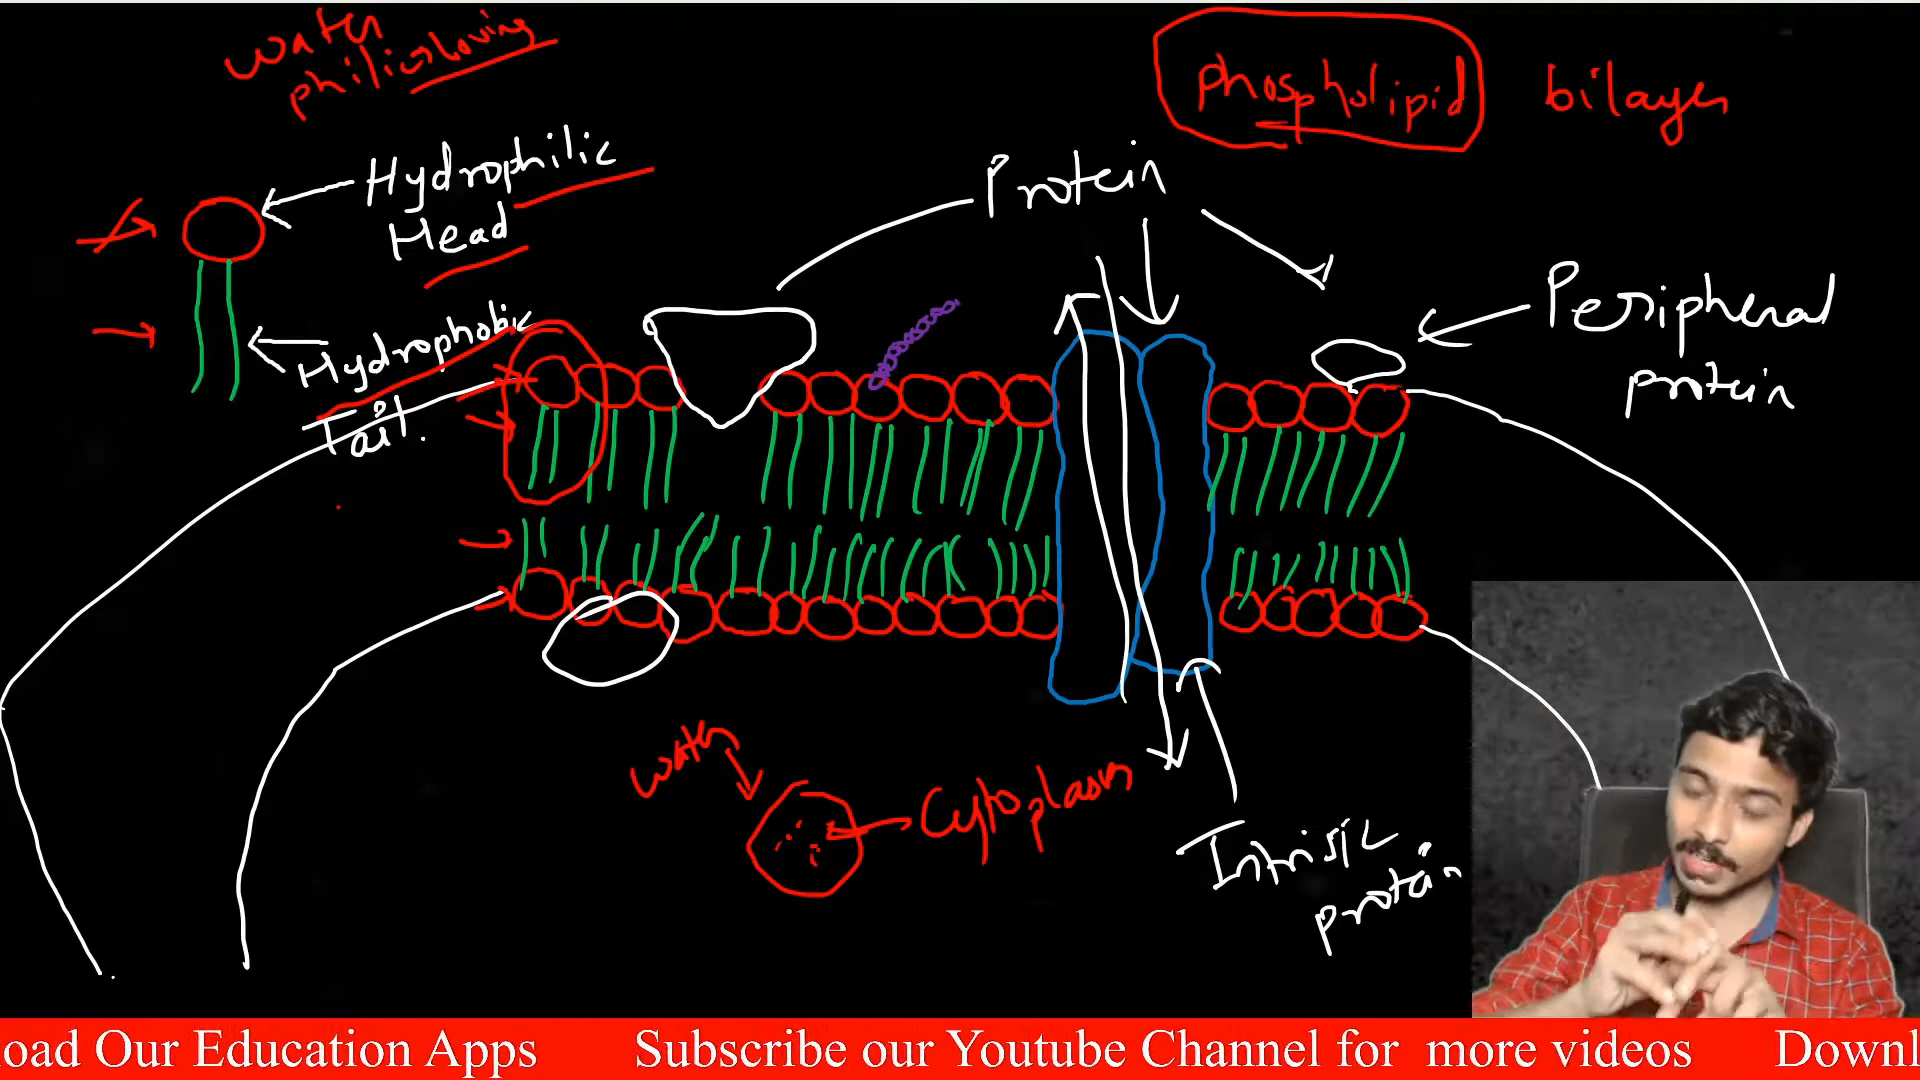 water
philic→loving
phospholipid bilayer
Hydrophilic
Head
Protein
Hydrophobic
Tail.
Peripheral
protein
water
Cytoplasm
Intrisic
protein
oad Our Education Apps Subscribe our Youtube Channel for more videos Downl